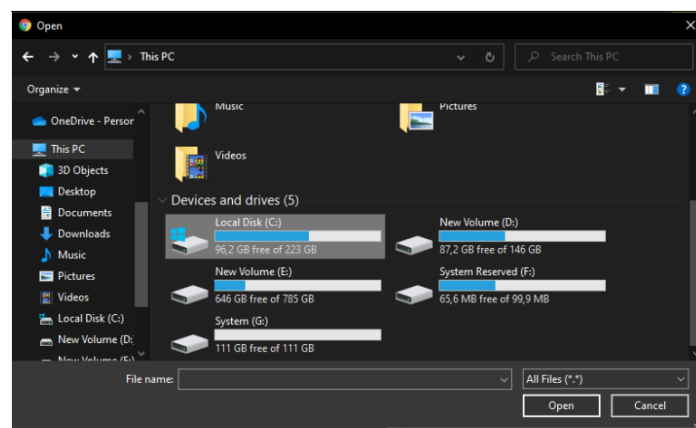 Open
This PC
Search This PC
Organize
OneDrive - Person
This PC
3D Objects
Desktop
Documents
Downloads
Music
Pictures
Videos
Local Disk (C:)
New Volume (D:
New Volume (E:)
Music
Pictures
Videos
Devices and drives (5)
Local Disk (C:)
96,2 GB free of 223 GB
New Volume (D:)
87,2 GB free of 146 GB
New Volume (E:)
646 GB free of 785 GB
System Reserved (F:)
65,6 MB free of 99,9 MB
System (G:)
111 GB free of 111 GB
File name:
All Files (*.*)
Open
Cancel